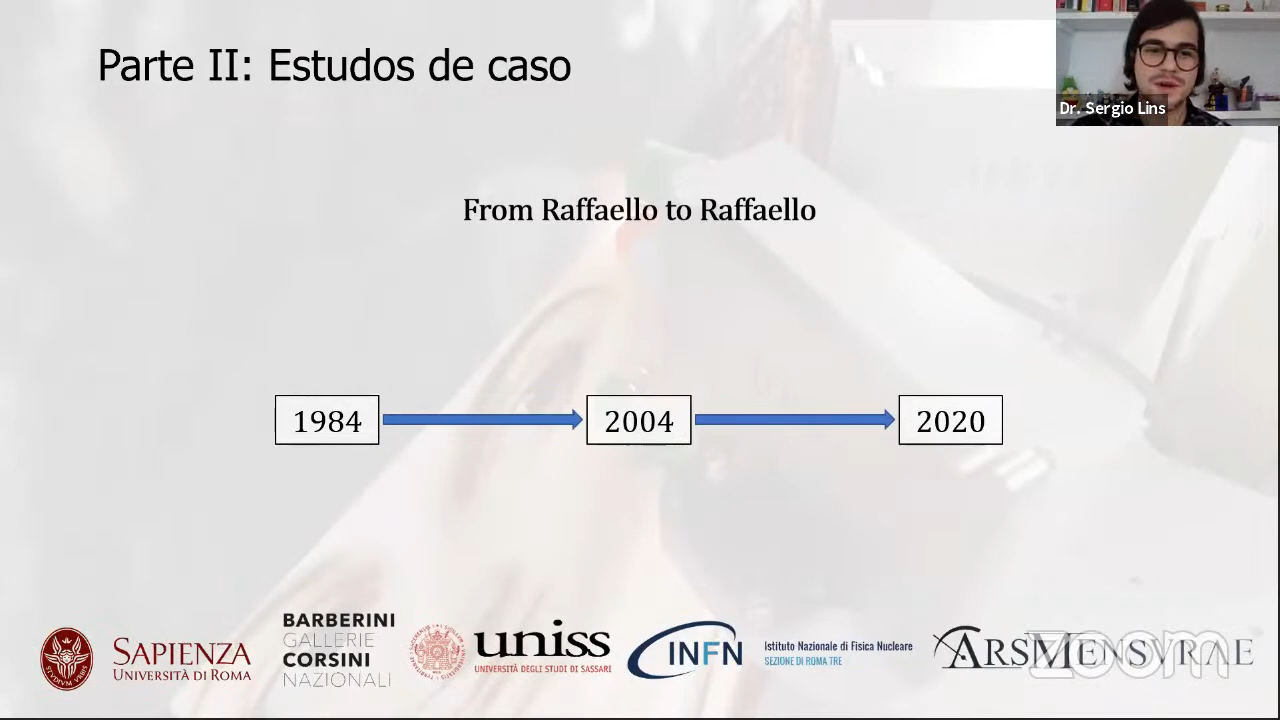 Parte II: Estudos de caso
Dr. Sergio Lins
From Raffaello to Raffaello
1984
2004
2020
SAPIENZA
UNIVERSITÀ DI ROMA
BARBERINI
GALLERIE
CORSINI
NAZIONALI
uniss
UNIVERSITÀ DEGLI STUDI DI SASSARI
INFN
Istituto Nazionale di Fisica Nucleare
SEZIONE DI ROMA TRE
ARSMENSVRAE
zoom